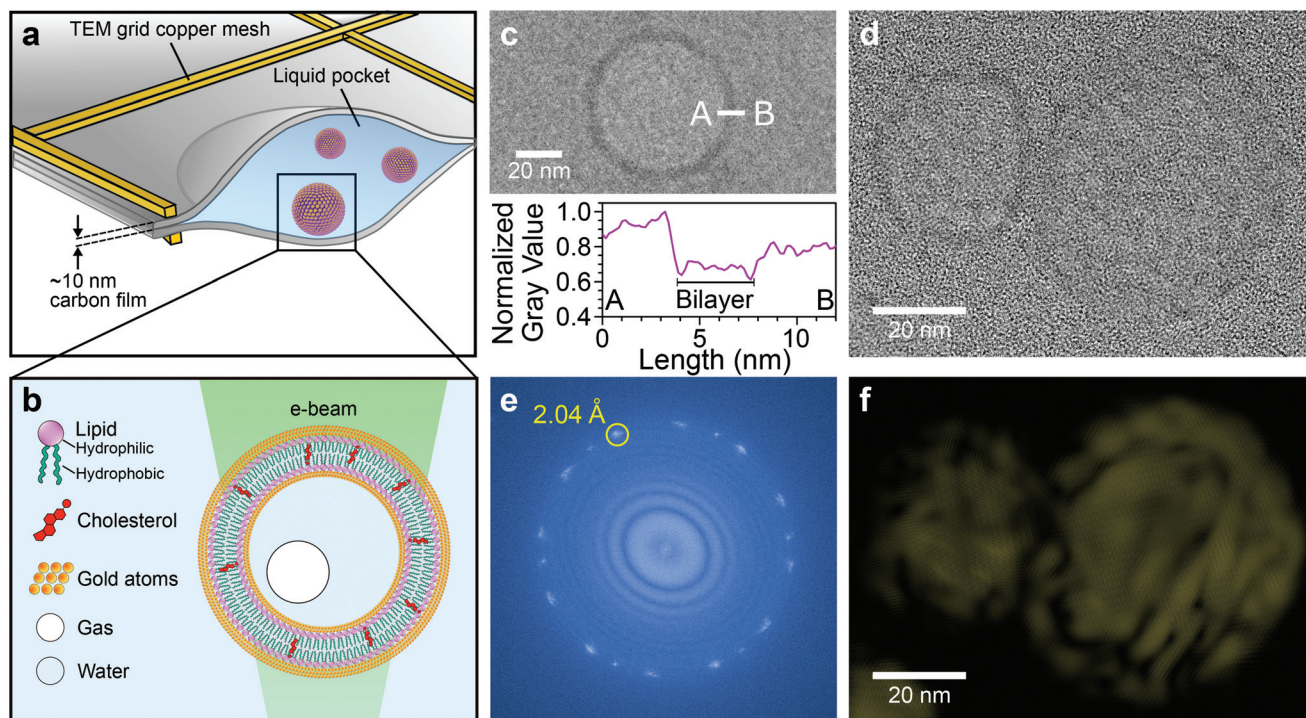 a
TEM grid copper mesh
Liquid pocket
~10 nm
carbon film
b
e-beam
Lipid
Hydrophilic
Hydrophobic
Cholesterol
Gold atoms
Gas
Water
c
A
B
20 nm
Normalized
Gray Value
1.0
0.8
0.6
0.4
A
Bilayer
B
0
5
10
Length (nm)
d
20 nm
e
2.04 Å
f
20 nm